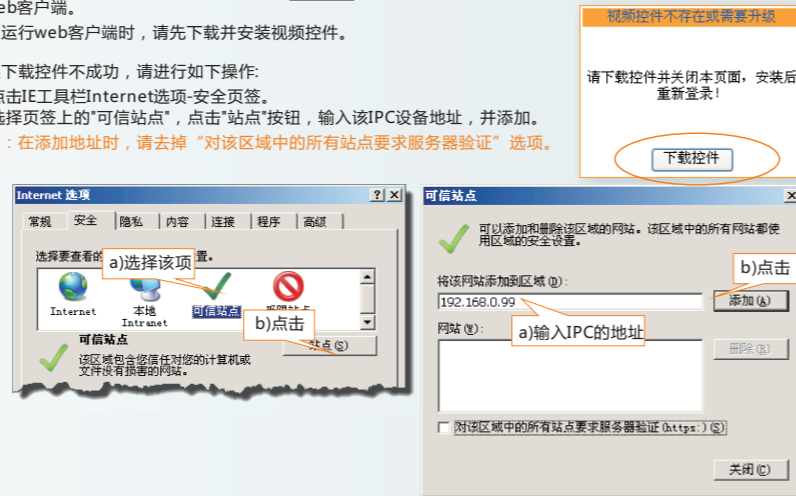 eb客户端。
运行web客户端时，请先下载并安装视频控件。
下载控件不成功，请进行如下操作:
点击IE工具栏Internet选项-安全页签。
选择页签上的"可信站点"，点击"站点"按钮，输入该IPC设备地址，并添加。
：在添加地址时，请去掉“对该区域中的所有站点要求服务器验证”选项。
视频控件不存在或需要升级
请下载控件并关闭本页面，安装后
重新登录！
下载控件
Internet 选项
常规 安全 隐私 内容 连接 程序 高级
选择要查看的
置。
a)选择该项
Internet
本地
Intranet
可信站点
b)点击
站点(S)
可信站点
该区域包含您信任对您的计算机或
文件没有损害的网站。
可信站点
可以添加和删除该区域的网站。该区域中的所有网站都使
用区域的安全设置。
b)点击
将该网站添加到区域(D):
192.168.0.99
添加(A)
网站(W):
a)输入IPC的地址
删除(R)
对该区域中的所有站点要求服务器验证(https:)(S)
关闭(C)